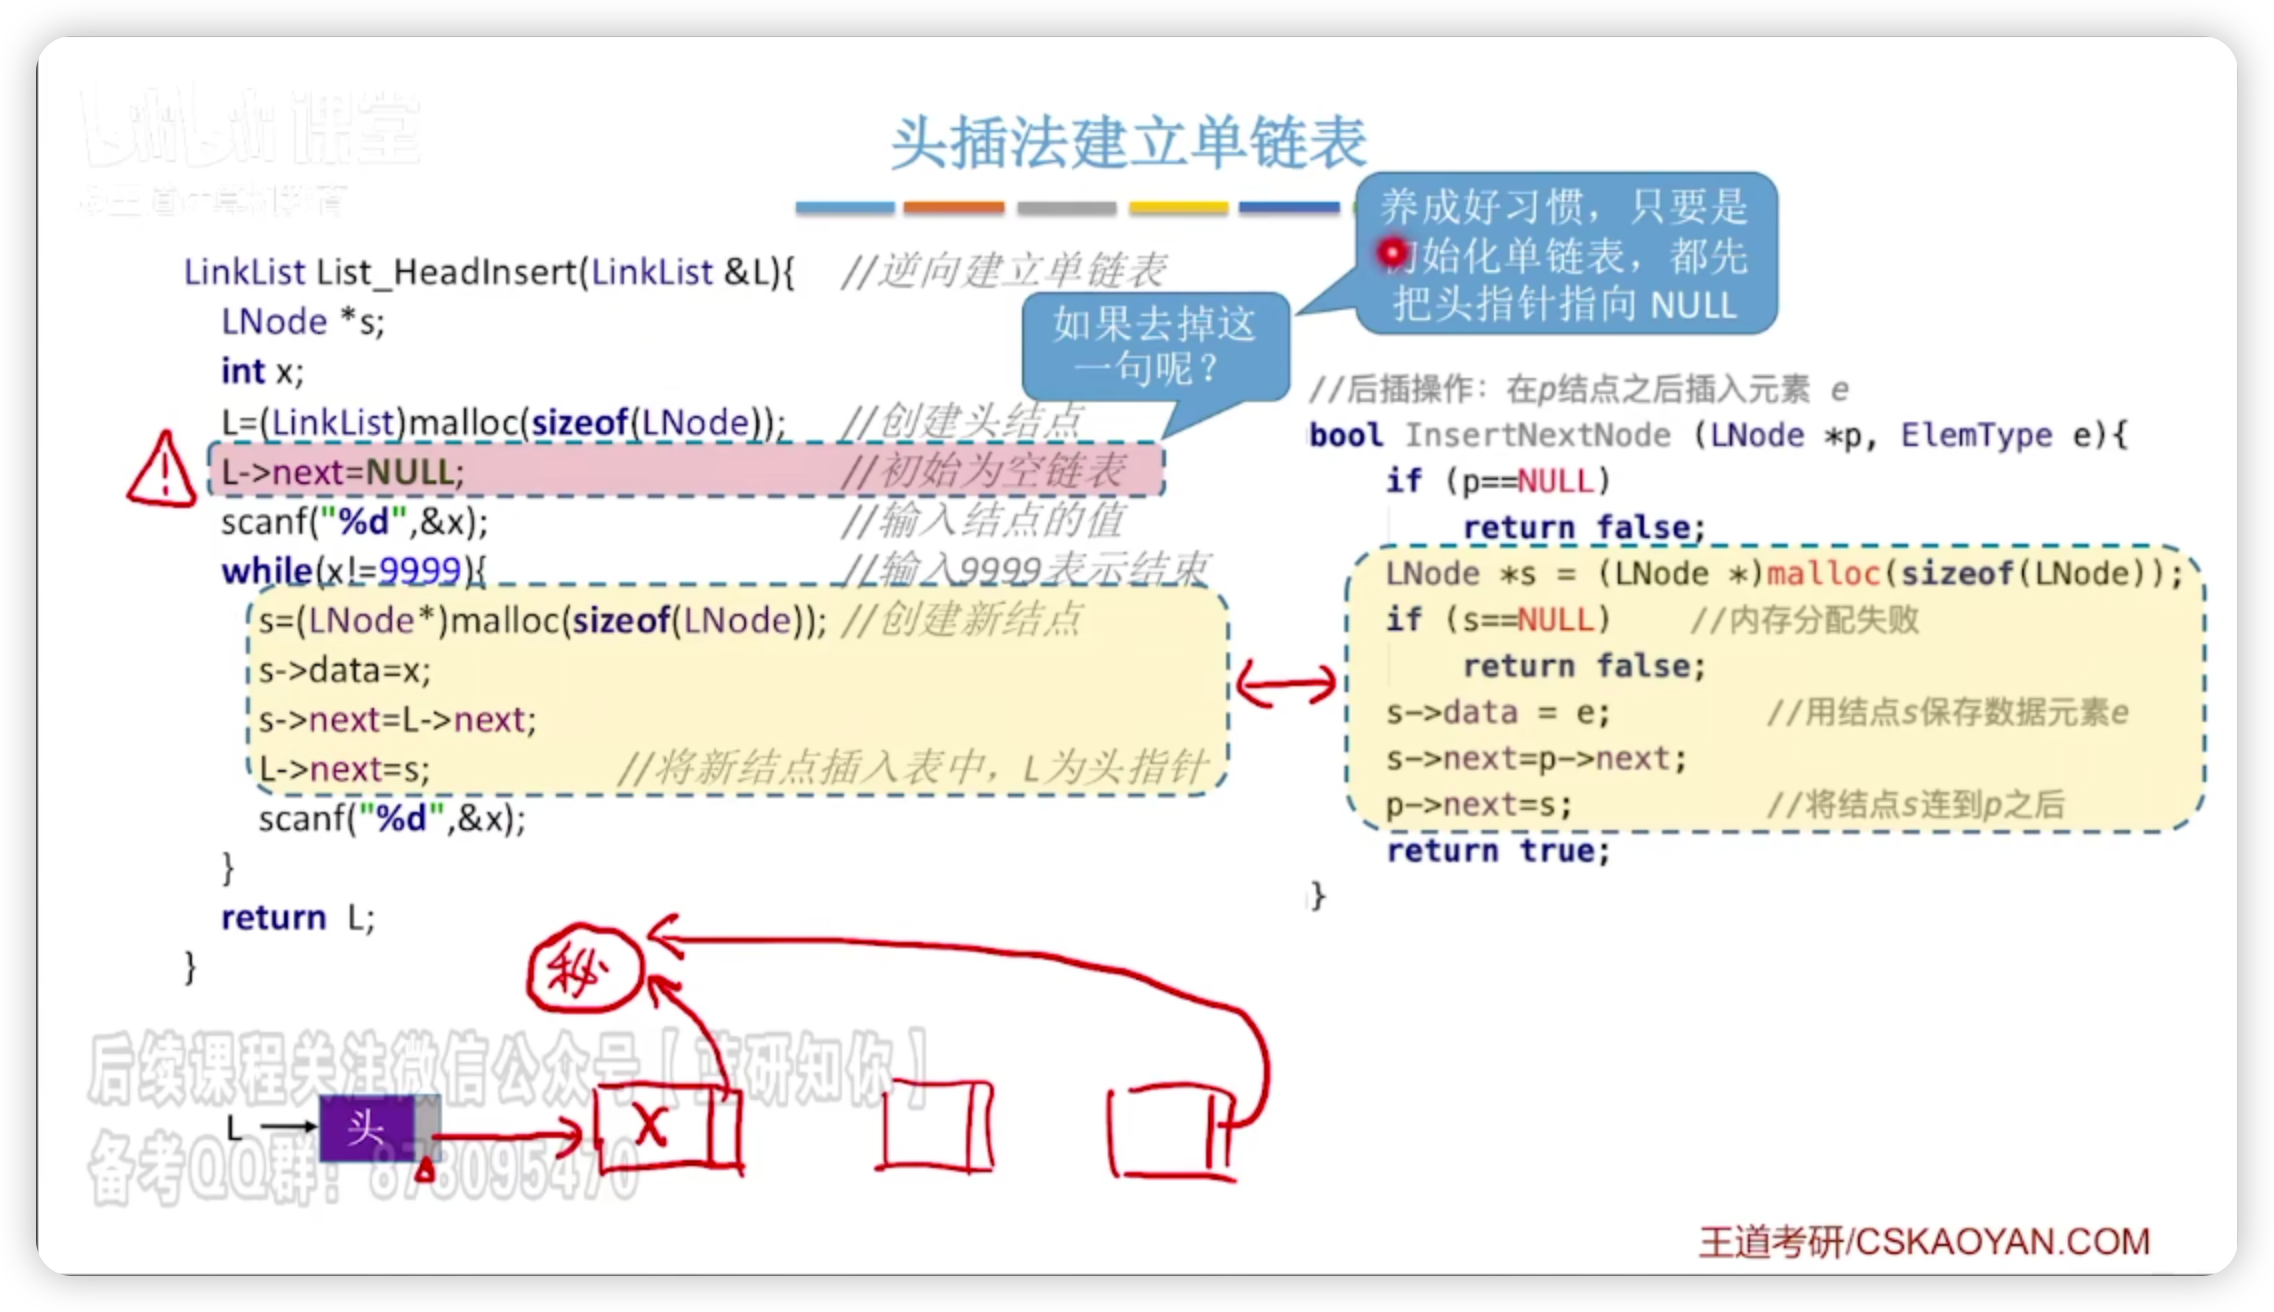 bilibili 课堂
@王道计算机教育
头插法建立单链表
养成好习惯，只要是
初始化单链表，都先
把头指针指向 NULL
如果去掉这
一句呢？
LinkList List_HeadInsert(LinkList &L){ //逆向建立单链表
LNode *s;
int x;
L=(LinkList)malloc(sizeof(LNode)); //创建头结点
L->next=NULL; //初始为空链表
scanf("%d",&x); //输入结点的值
while(x!=9999){ //输入9999表示结束
s=(LNode*)malloc(sizeof(LNode)); //创建新结点
s->data=x;
s->next=L->next;
L->next=s; //将新结点插入表中，L为头指针
scanf("%d",&x);
}
return L;
}
//后插操作：在p结点之后插入元素 e
bool InsertNextNode (LNode *p, ElemType e){
if (p==NULL)
return false;
LNode *s = (LNode *)malloc(sizeof(LNode));
if (s==NULL) //内存分配失败
return false;
s->data = e; //用结点s保存数据元素e
s->next=p->next;
p->next=s; //将结点s连到p之后
return true;
}
秘
后续课程关注微信公众号【蓝研知你】
L 头 X
备考QQ群：873095470
王道考研/CSKAOYAN.COM